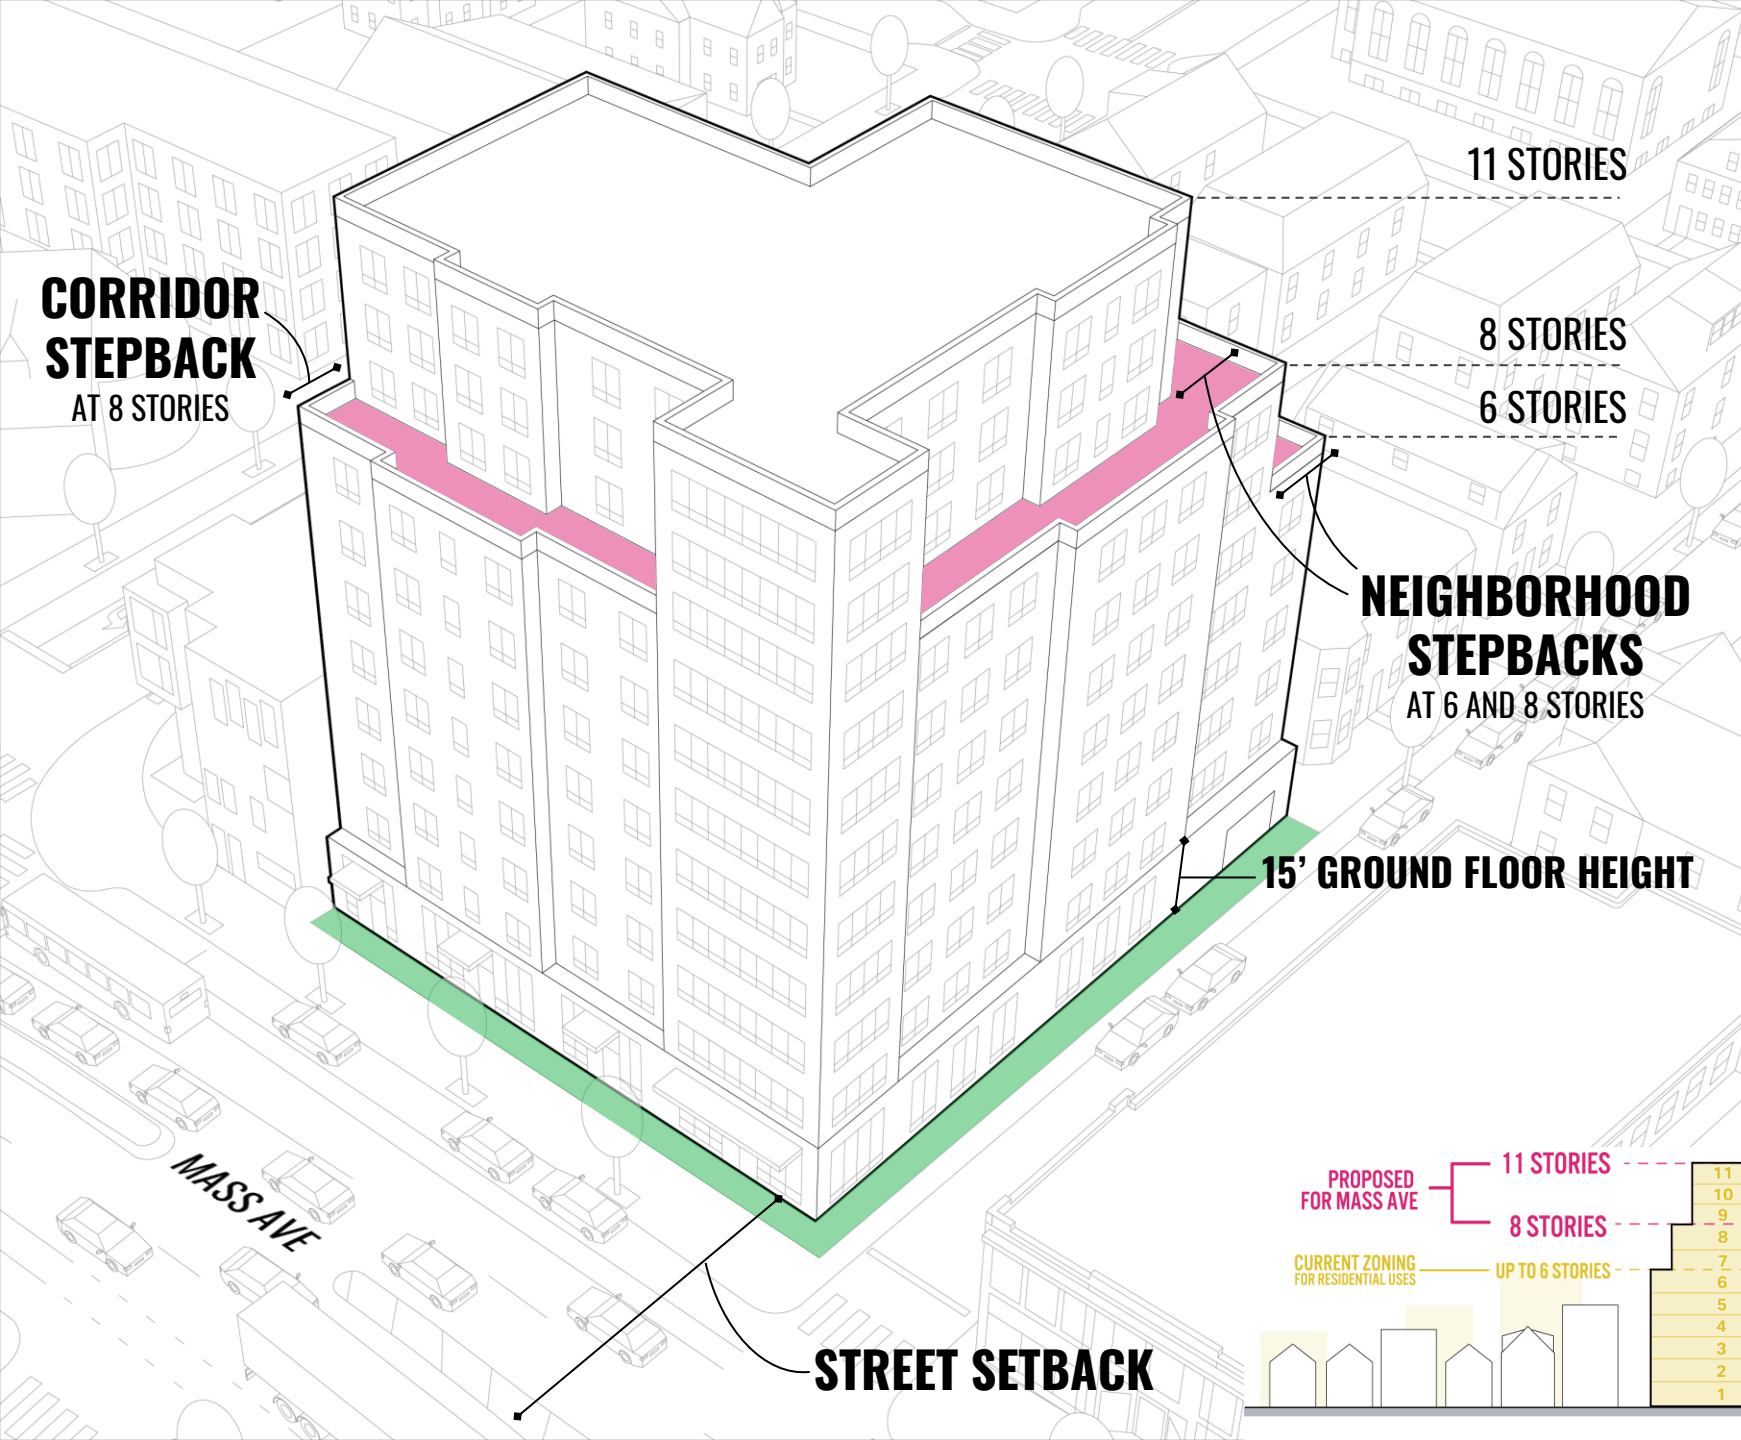 11 STORIES
CORRIDOR
STEPBACK
AT 8 STORIES
8 STORIES
6 STORIES
NEIGHBORHOOD
STEPBACKS
AT 6 AND 8 STORIES
15’ GROUND FLOOR HEIGHT
MASS AVE
STREET SETBACK
PROPOSED
FOR MASS AVE
11 STORIES
8 STORIES
CURRENT ZONING
FOR RESIDENTIAL USES
UP TO 6 STORIES
11
10
9
8
7
6
5
4
3
2
1